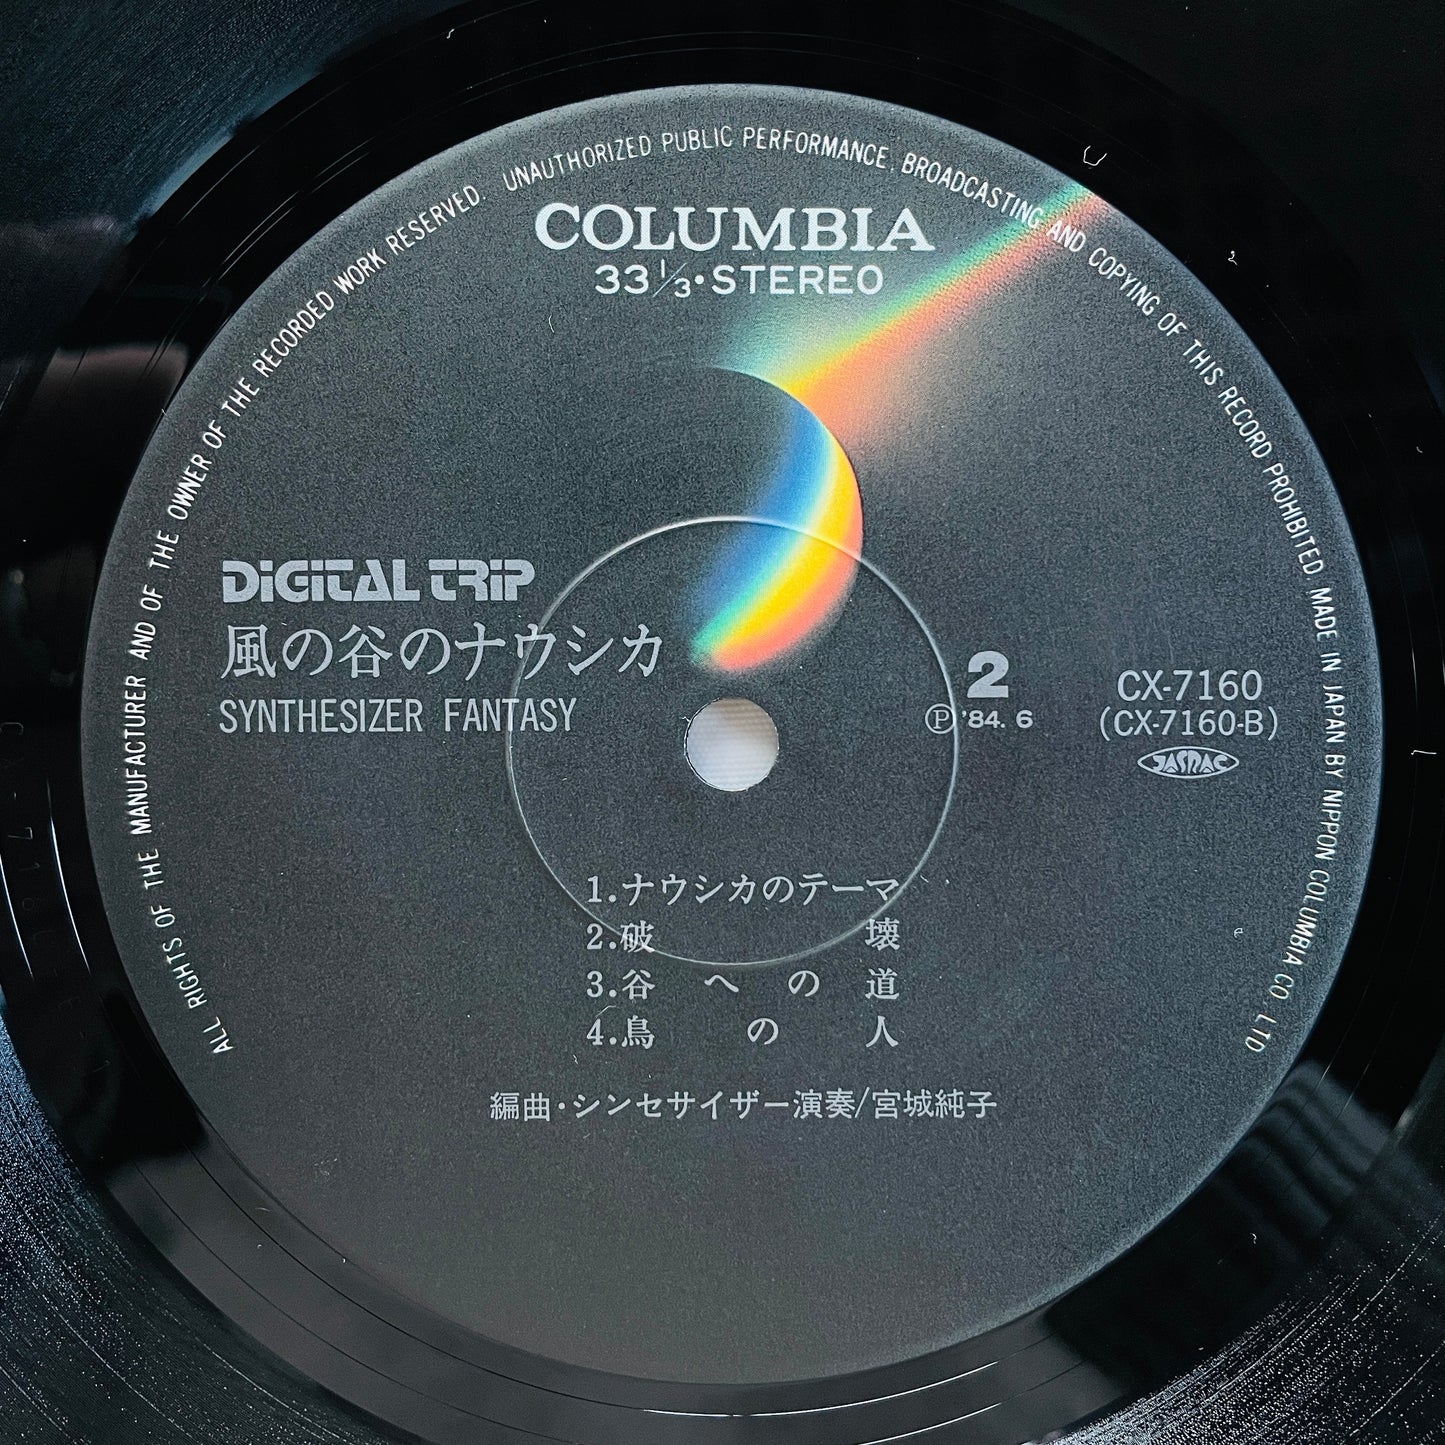 ALL RIGHTS OF THE MANUFACTURER AND OF THE OWNER OF THE RECORDED WORK RESERVED. UNAUTHORIZED PUBLIC PERFORMANCE, BROADCASTING AND COPYING OF THIS RECORD PROHIBITED MADE IN JAPAN BY NIPPON COLUMBIA CO. LTD
COLUMBIA
33 1/3・STEREO
DIGITAL TRIP
風の谷のナウシカ
SYNTHESIZER FANTASY
2
Ⓟ '84. 6
CX-7160
(CX-7160-B)
JASRAC
1.ナウシカのテーマ
2.破壊
3.谷への道
4.鳥の人
編曲・シンセサイザー演奏/宮城純子